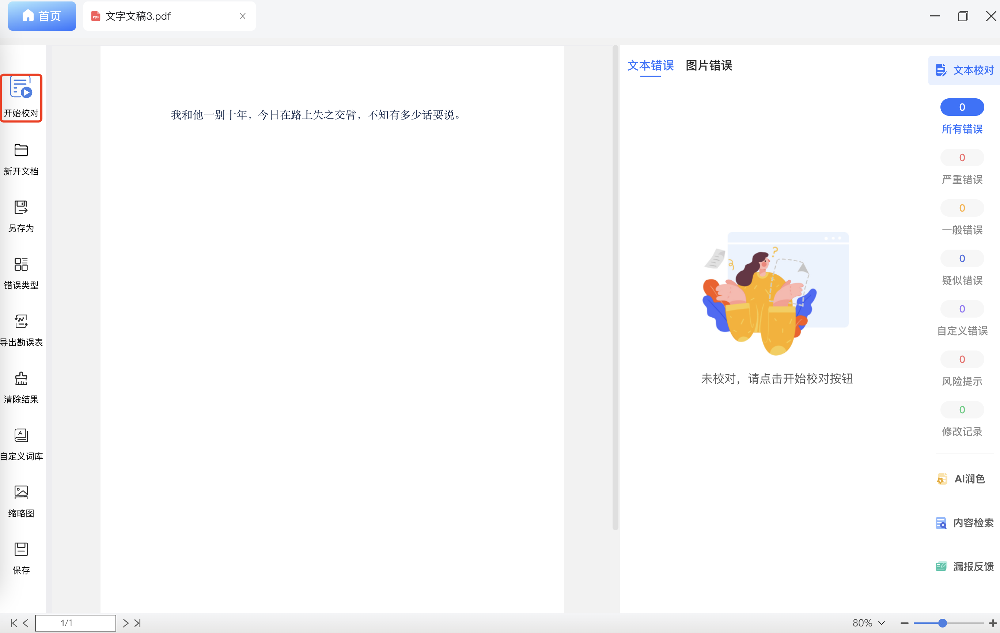 首页
文字文稿3.pdf
开始校对
新开文档
另存为
错误类型
导出勘误表
清除结果
自定义词库
缩略图
保存
我和他一别十年，今日在路上失之交臂，不知有多少话要说。
文本错误 图片错误
未校对，请点击开始校对按钮
文本校对
0
所有错误
0
严重错误
0
一般错误
0
疑似错误
0
自定义错误
0
风险提示
0
修改记录
AI润色
内容检索
漏报反馈
1/1
80%